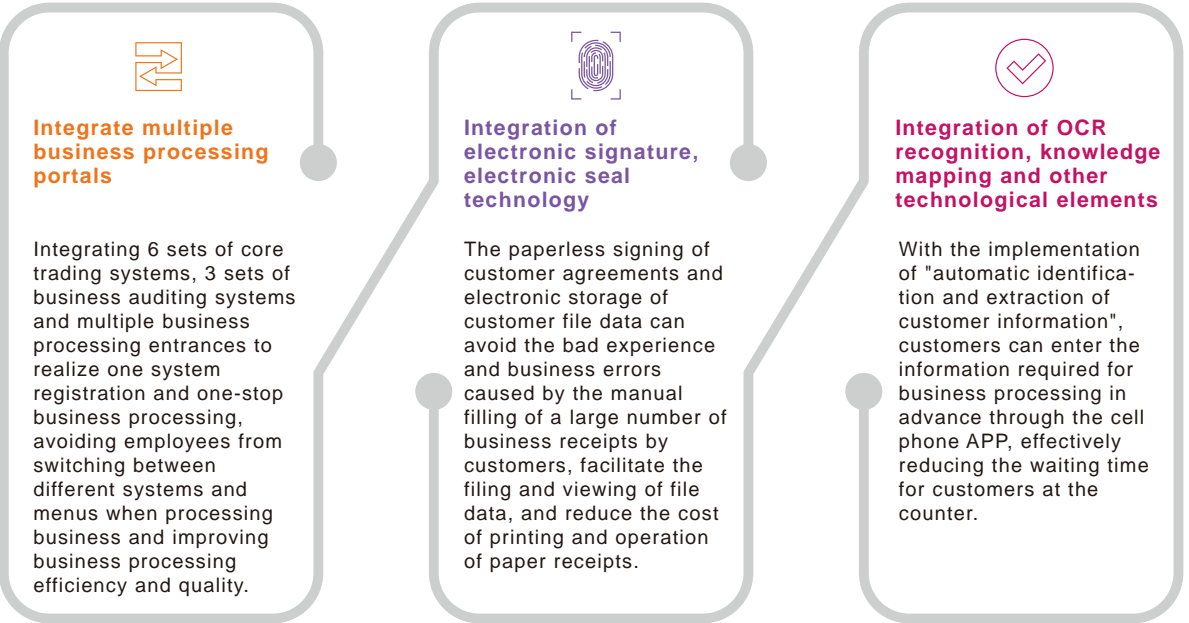 Integrate multiple
business processing
portals
Integrating 6 sets of core
trading systems, 3 sets of
business auditing systems
and multiple business
processing entrances to
realize one system
registration and one-stop
business processing,
avoiding employees from
switching between
different systems and
menus when processing
business and improving
business processing
efficiency and quality.
Integration of
electronic signature,
electronic seal
technology
The paperless signing of
customer agreements and
electronic storage of
customer file data can
avoid the bad experience
and business errors
caused by the manual
filling of a large number of
business receipts by
customers, facilitate the
filing and viewing of file
data, and reduce the cost
of printing and operation
of paper receipts.
Integration of OCR
recognition, knowledge
mapping and other
technological elements
With the implementation
of "automatic identifica-
tion and extraction of
customer information",
customers can enter the
information required for
business processing in
advance through the cell
phone APP, effectively
reducing the waiting time
for customers at the
counter.